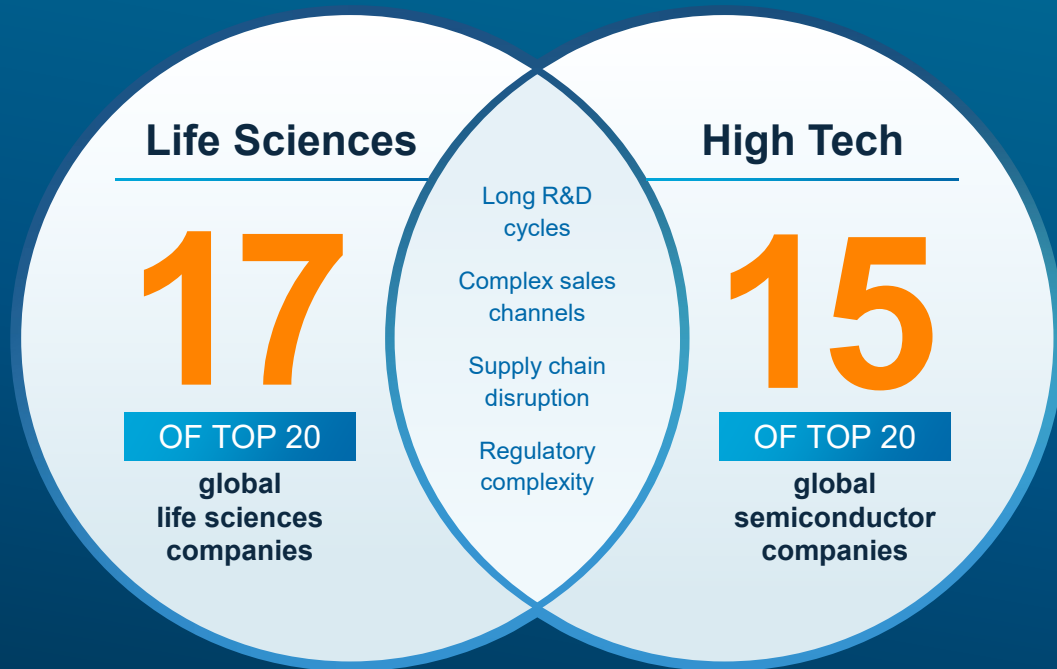 Life Sciences
17
OF TOP 20
global
life sciences
companies
Long R&D
cycles
Complex sales
channels
Supply chain
disruption
Regulatory
complexity
High Tech
15
OF TOP 20
global
semiconductor
companies